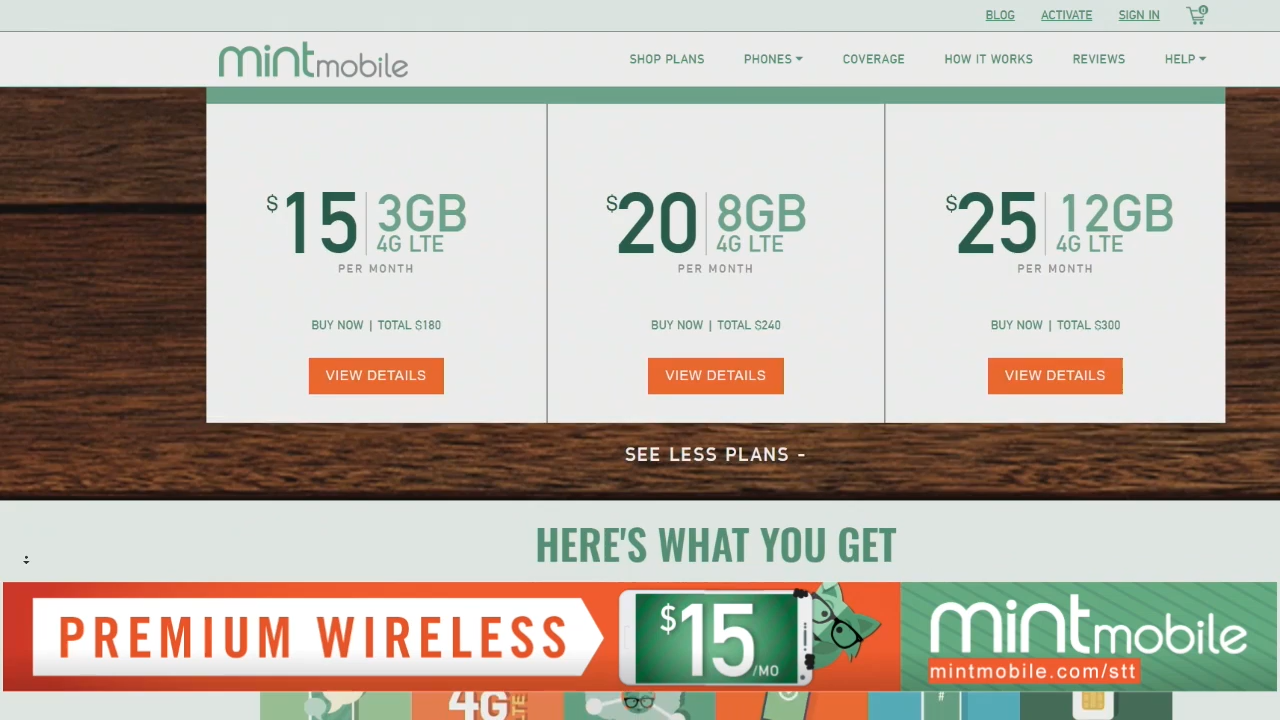 BLOG ACTIVATE SIGN IN 0
mintmobile SHOP PLANS PHONES COVERAGE HOW IT WORKS REVIEWS HELP
$15 3GB 4G LTE
PER MONTH
BUY NOW | TOTAL $180
VIEW DETAILS
$20 8GB 4G LTE
PER MONTH
BUY NOW | TOTAL $240
VIEW DETAILS
$25 12GB 4G LTE
PER MONTH
BUY NOW | TOTAL $300
VIEW DETAILS
SEE LESS PLANS -
HERE'S WHAT YOU GET
PREMIUM WIRELESS
$15/MO
mintmobile
mintmobile.com/stt
4G LTE
#